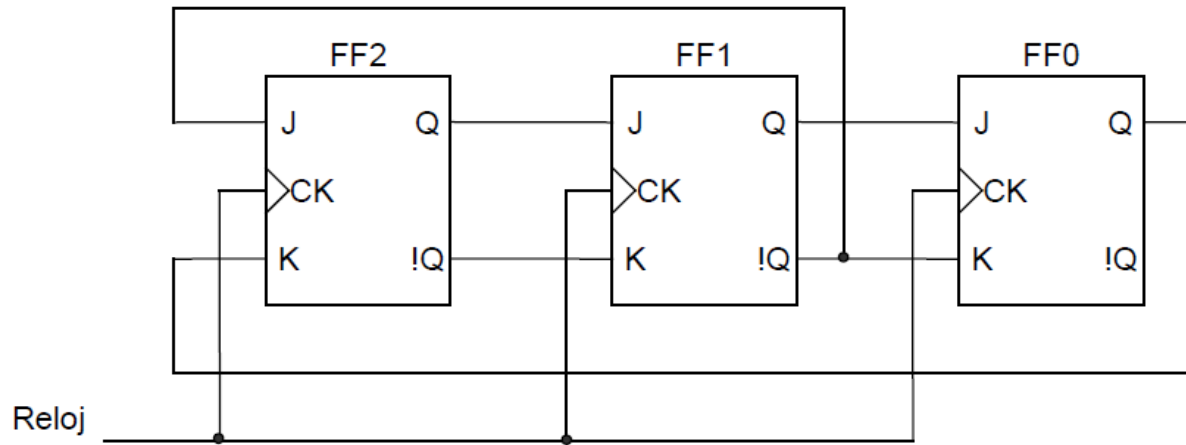 FF2 FF1 FF0
J Q J Q J Q
CK CK CK
K !Q K !Q K !Q
Reloj